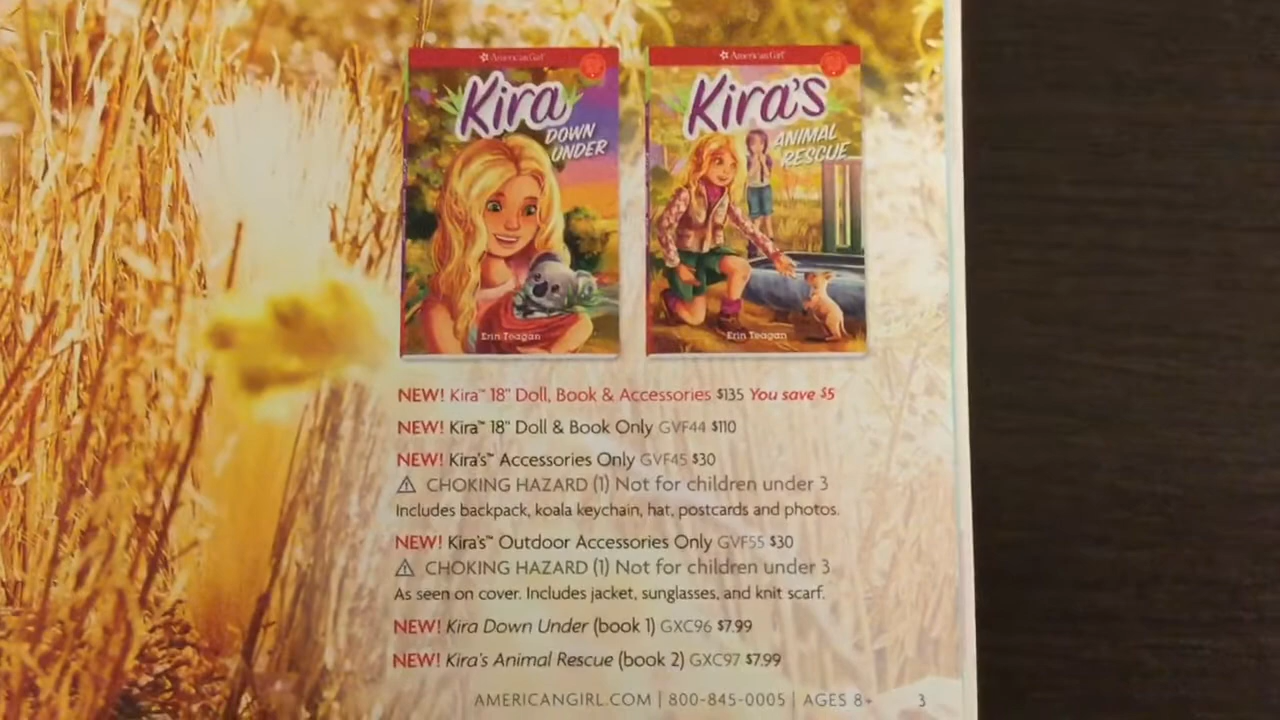 AmericanGirl
Kira
DOWN
UNDER
Erin Teagan
AmericanGirl
Kira's
ANIMAL
RESCUE
Erin Teagan
NEW! Kira™ 18" Doll, Book & Accessories $135 You save $5
NEW! Kira™ 18" Doll & Book Only GVF44 $110
NEW! Kira's™ Accessories Only GVF45 $30
⚠ CHOKING HAZARD (1) Not for children under 3
Includes backpack, koala keychain, hat, postcards and photos.
NEW! Kira's™ Outdoor Accessories Only GVF55 $30
⚠ CHOKING HAZARD (1) Not for children under 3
As seen on cover. Includes jacket, sunglasses, and knit scarf.
NEW! Kira Down Under (book 1) GXC96 $7.99
NEW! Kira's Animal Rescue (book 2) GXC97 $7.99
AMERICANGIRL.COM | 800-845-0005 | AGES 8+ 3